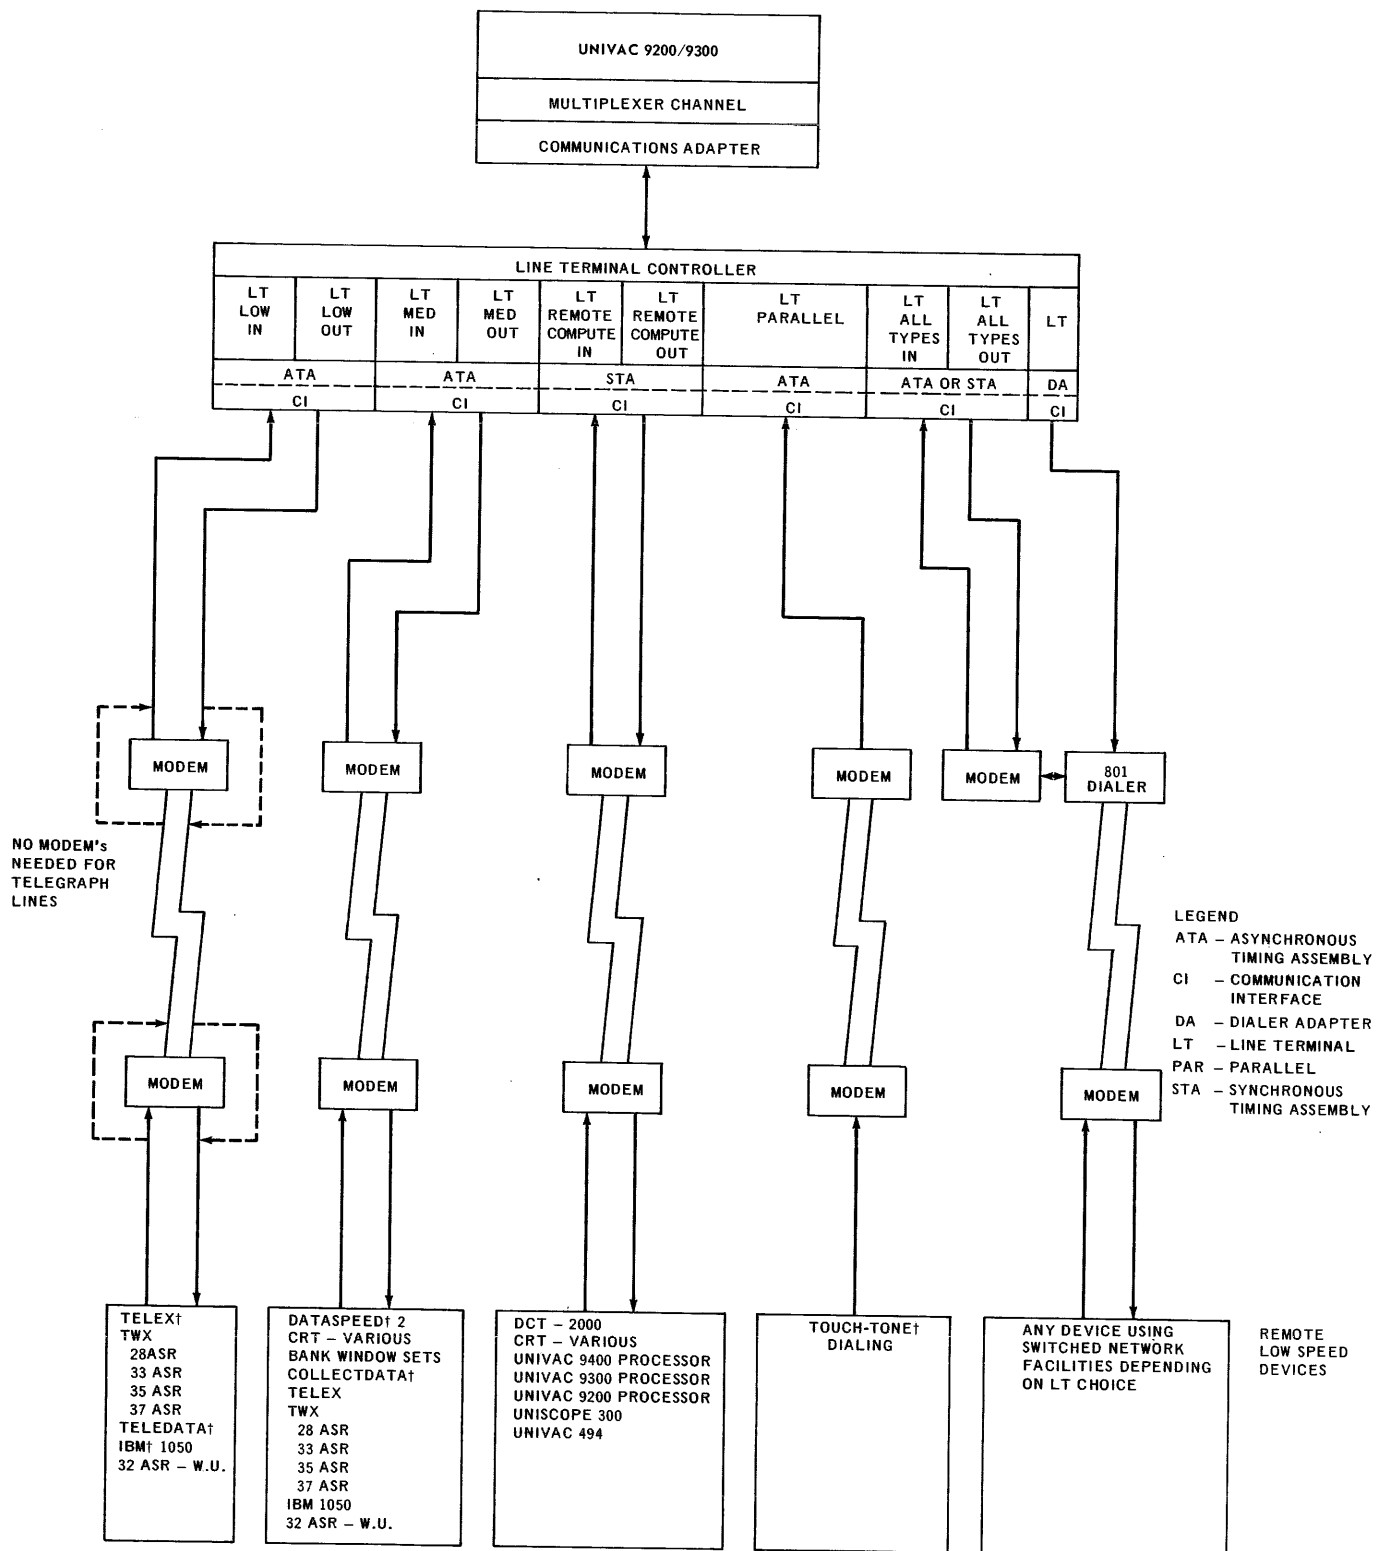 UNIVAC 9200/9300
MULTIPLEXER CHANNEL
COMMUNICATIONS ADAPTER
LINE TERMINAL CONTROLLER
LT
LOW
IN
LT
LOW
OUT
LT
MED
IN
LT
MED
OUT
LT
REMOTE
COMPUTE
IN
LT
REMOTE
COMPUTE
OUT
LT
PARALLEL
LT
ALL
TYPES
IN
LT
ALL
TYPES
OUT
LT
ATA
ATA
STA
ATA
ATA OR STA
DA
CI
CI
CI
CI
CI
CI
MODEM
MODEM
MODEM
MODEM
MODEM
801
DIALER
NO MODEM's
NEEDED FOR
TELEGRAPH
LINES
LEGEND
ATA – ASYNCHRONOUS
TIMING ASSEMBLY
CI – COMMUNICATION
INTERFACE
DA – DIALER ADAPTER
LT – LINE TERMINAL
PAR – PARALLEL
STA – SYNCHRONOUS
TIMING ASSEMBLY
MODEM
MODEM
MODEM
MODEM
MODEM
TELEX†
TWX
28ASR
33 ASR
35 ASR
37 ASR
TELEDATA†
IBM† 1050
32 ASR – W.U.
DATASPEED† 2
CRT – VARIOUS
BANK WINDOW SETS
COLLECTDATA†
TELEX
TWX
28 ASR
33 ASR
35 ASR
37 ASR
IBM 1050
32 ASR – W.U.
DCT – 2000
CRT – VARIOUS
UNIVAC 9400 PROCESSOR
UNIVAC 9300 PROCESSOR
UNIVAC 9200 PROCESSOR
UNISCOPE 300
UNIVAC 494
TOUCH-TONE†
DIALING
ANY DEVICE USING
SWITCHED NETWORK
FACILITIES DEPENDING
ON LT CHOICE
REMOTE
LOW SPEED
DEVICES